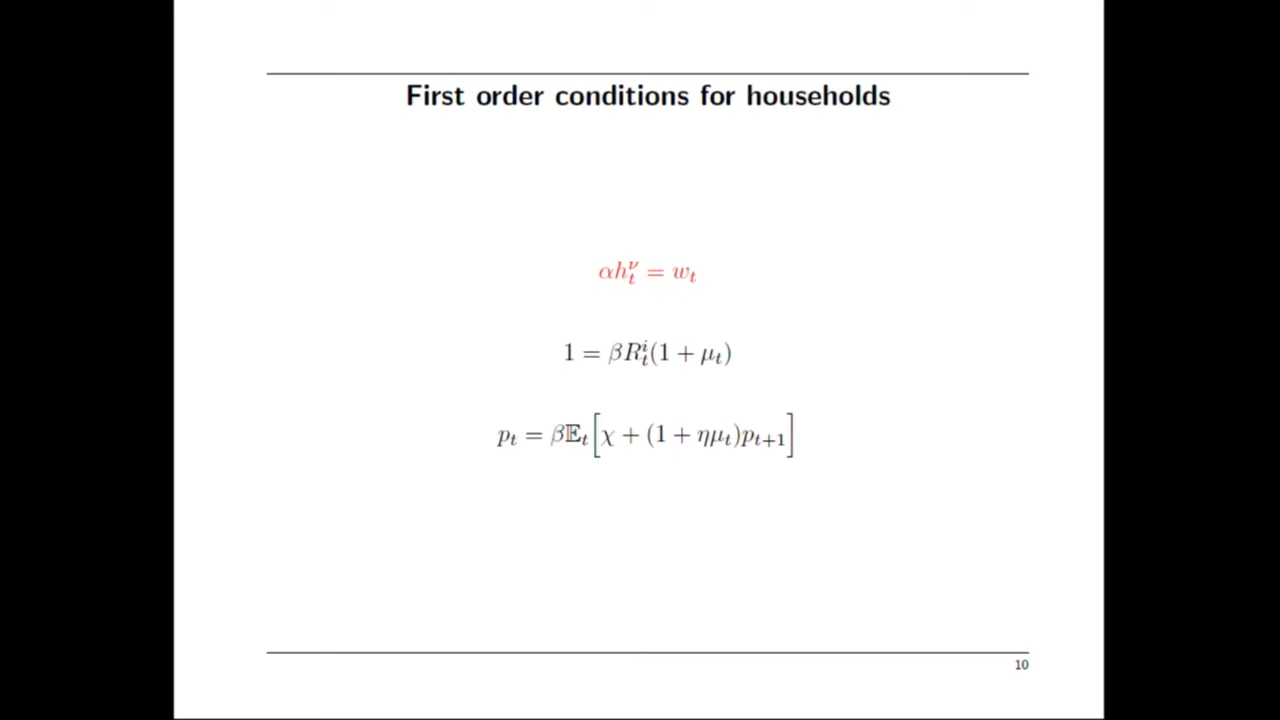 First order conditions for households
αh_t^ν = w_t
1 = βR_t^i(1 + μ_t)
p_t = β𝔼_t[χ + (1 + ημ_t)p_{t+1}]
10